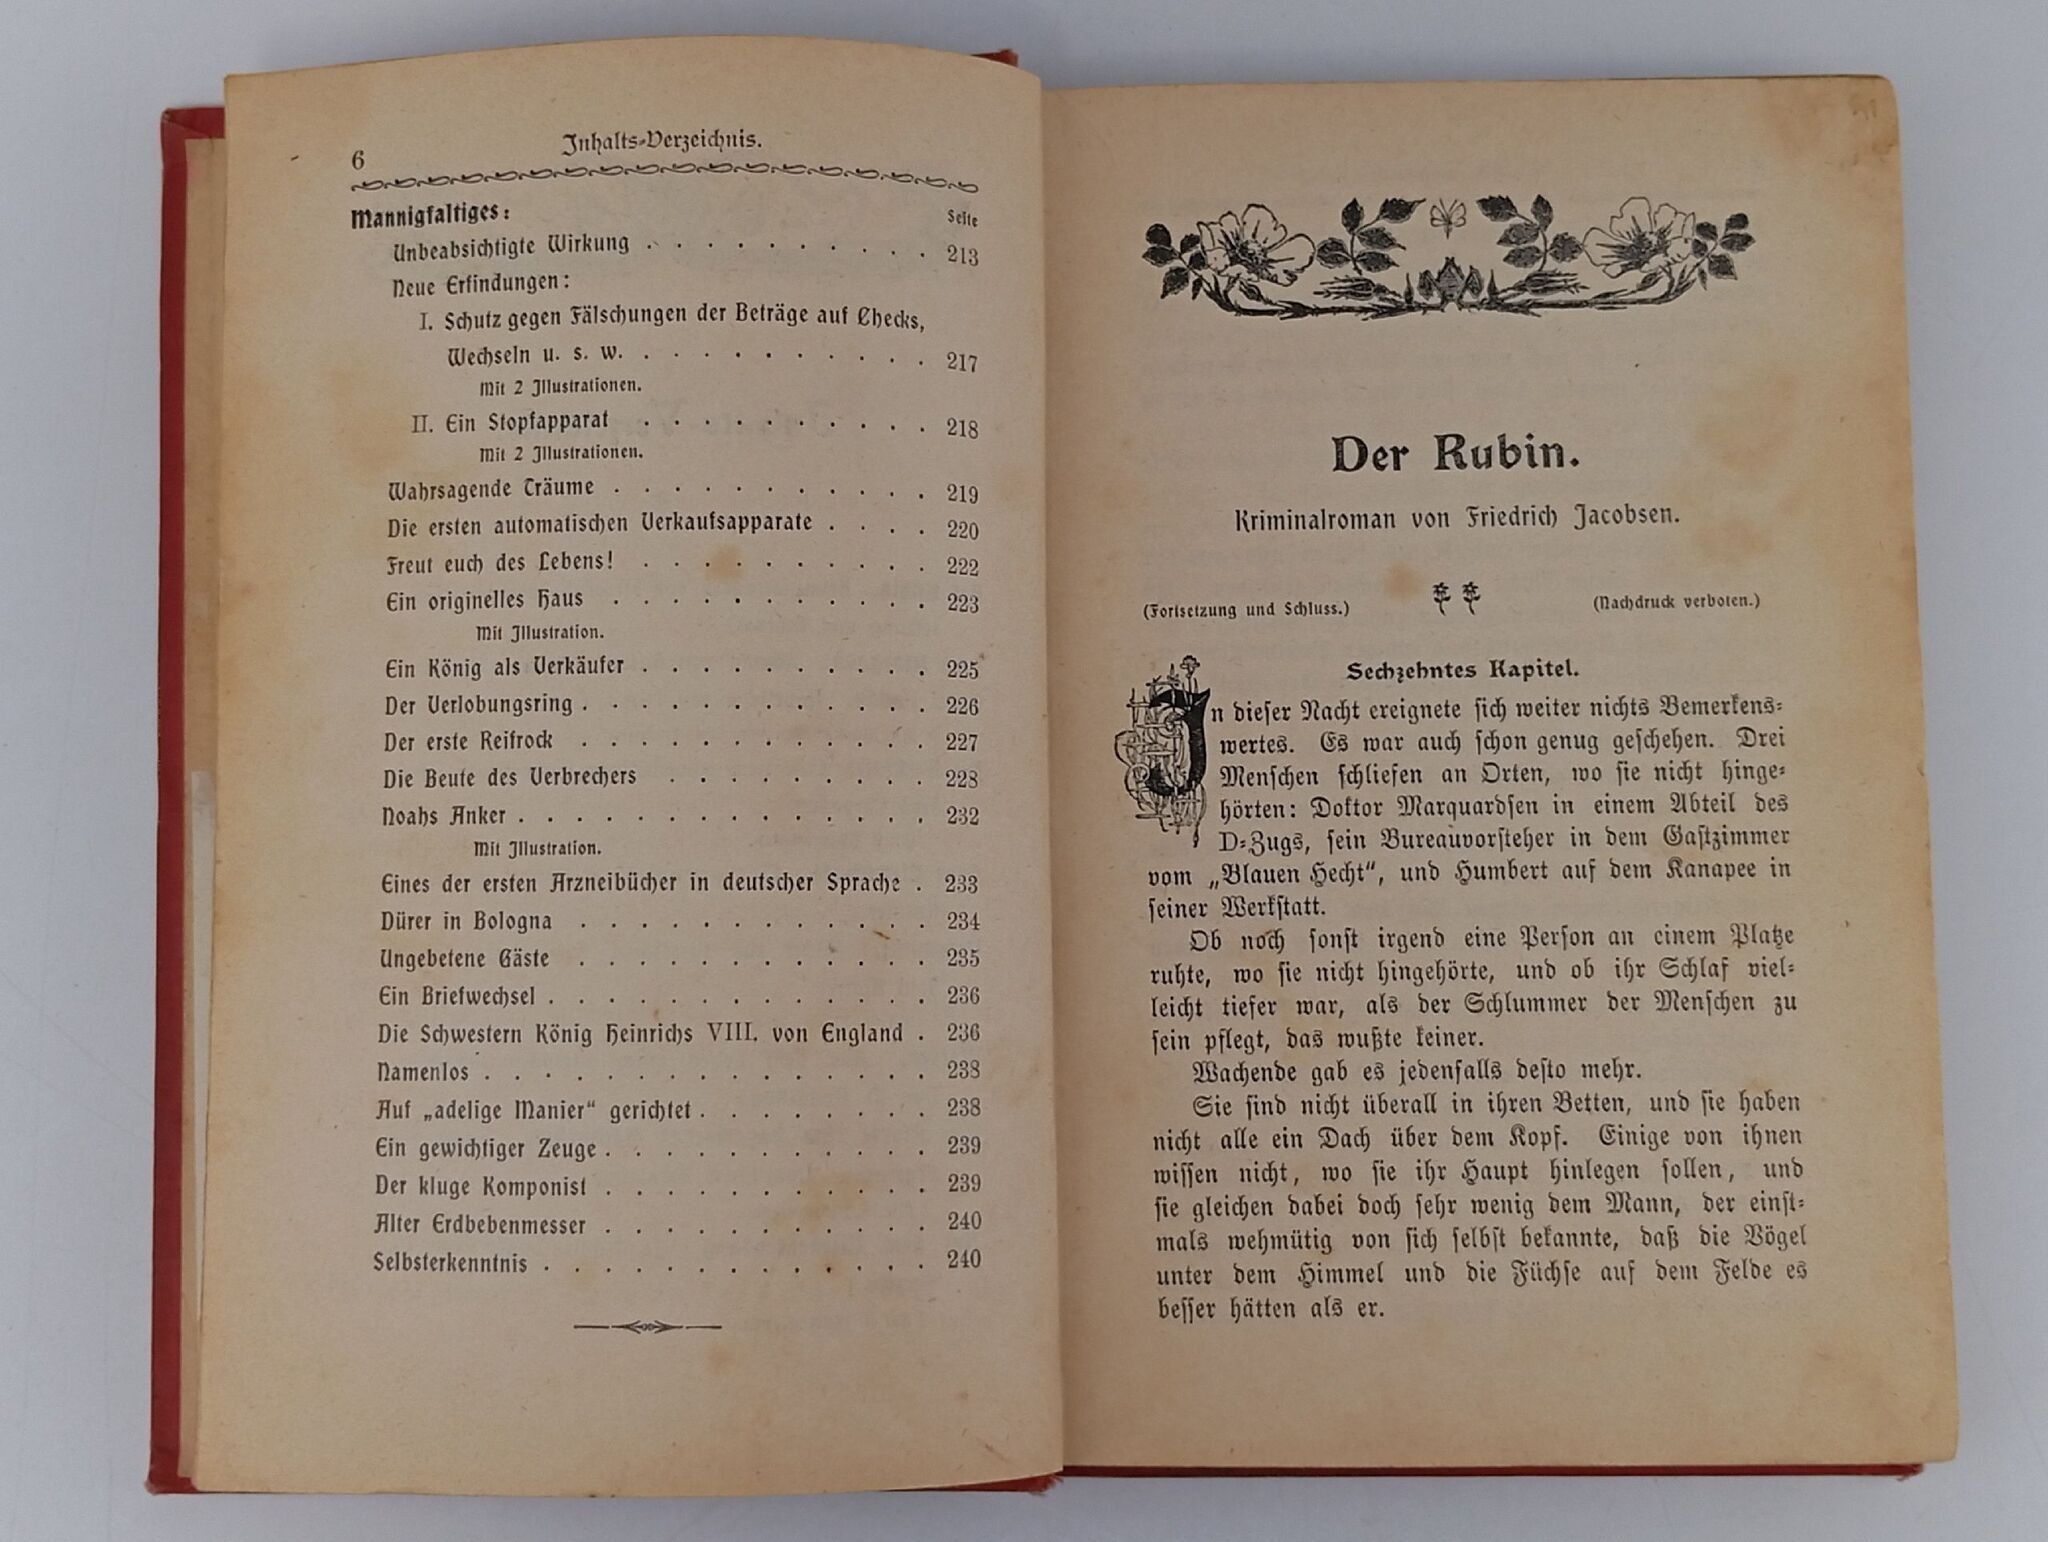 6
Inhalts-Verzeichnis.
Mannigfaltiges:
Seite
Unbeabsichtigte Wirkung . . . . . . . . . 213
Neue Erfindungen:
I. Schutz gegen Fälschungen der Beträge auf Checks,
Wechseln u. s. w. . . . . . . . . . . 217
Mit 2 Illustrationen.
II. Ein Stopfapparat . . . . . . . . . . 218
Mit 2 Illustrationen.
Wahrsagende Träume . . . . . . . . . . . 219
Die ersten automatischen Verkaufsapparate . . . . 220
Freut euch des Lebens! . . . . . . . . . . 222
Ein originelles Haus . . . . . . . . . . . 223
Mit Illustration.
Ein König als Verkäufer . . . . . . . . . . 225
Der Verlobungsring . . . . . . . . . . . . 226
Der erste Reifrock . . . . . . . . . . . . 227
Die Beute des Verbrechers . . . . . . . . . 228
Noahs Anker . . . . . . . . . . . . . . 232
Mit Illustration.
Eines der ersten Arzneibücher in deutscher Sprache . 233
Dürer in Bologna . . . . . . . . . . . . 234
Ungebetene Gäste . . . . . . . . . . . . 235
Ein Briefwechsel . . . . . . . . . . . . . 236
Die Schwestern König Heinrichs VIII. von England . 236
Namenlos . . . . . . . . . . . . . . . 238
Auf „adelige Manier“ gerichtet . . . . . . . . 238
Ein gewichtiger Zeuge . . . . . . . . . . . 239
Der kluge Komponist . . . . . . . . . . . 239
Alter Erdbebenmesser . . . . . . . . . . . 240
Selbsterkenntnis . . . . . . . . . . . . . 240
Der Rubin.
Kriminalroman von Friedrich Jacobsen.
(Fortsetzung und Schluss.) (Nachdruck verboten.)
Sechzehntes Kapitel.
In dieser Nacht ereignete sich weiter nichts Bemerkens-
wertes. Es war auch schon genug geschehen. Drei
Menschen schliefen an Orten, wo sie nicht hinge-
hörten: Doktor Marquardsen in einem Abteil des
D-Zugs, sein Bureauvorsteher in dem Gastzimmer
vom „Blauen Hecht“, und Humbert auf dem Kanapee in
seiner Werkstatt.
Ob noch sonst irgend eine Person an einem Platze
ruhte, wo sie nicht hingehörte, und ob ihr Schlaf viel-
leicht tiefer war, als der Schlummer der Menschen zu
sein pflegt, das wußte keiner.
Wachende gab es jedenfalls desto mehr.
Sie sind nicht überall in ihren Betten, und sie haben
nicht alle ein Dach über dem Kopf. Einige von ihnen
wissen nicht, wo sie ihr Haupt hinlegen sollen, und
sie gleichen dabei doch sehr wenig dem Mann, der einst-
mals wehmütig von sich selbst bekannte, daß die Vögel
unter dem Himmel und die Füchse auf dem Felde es
besser hätten als er.